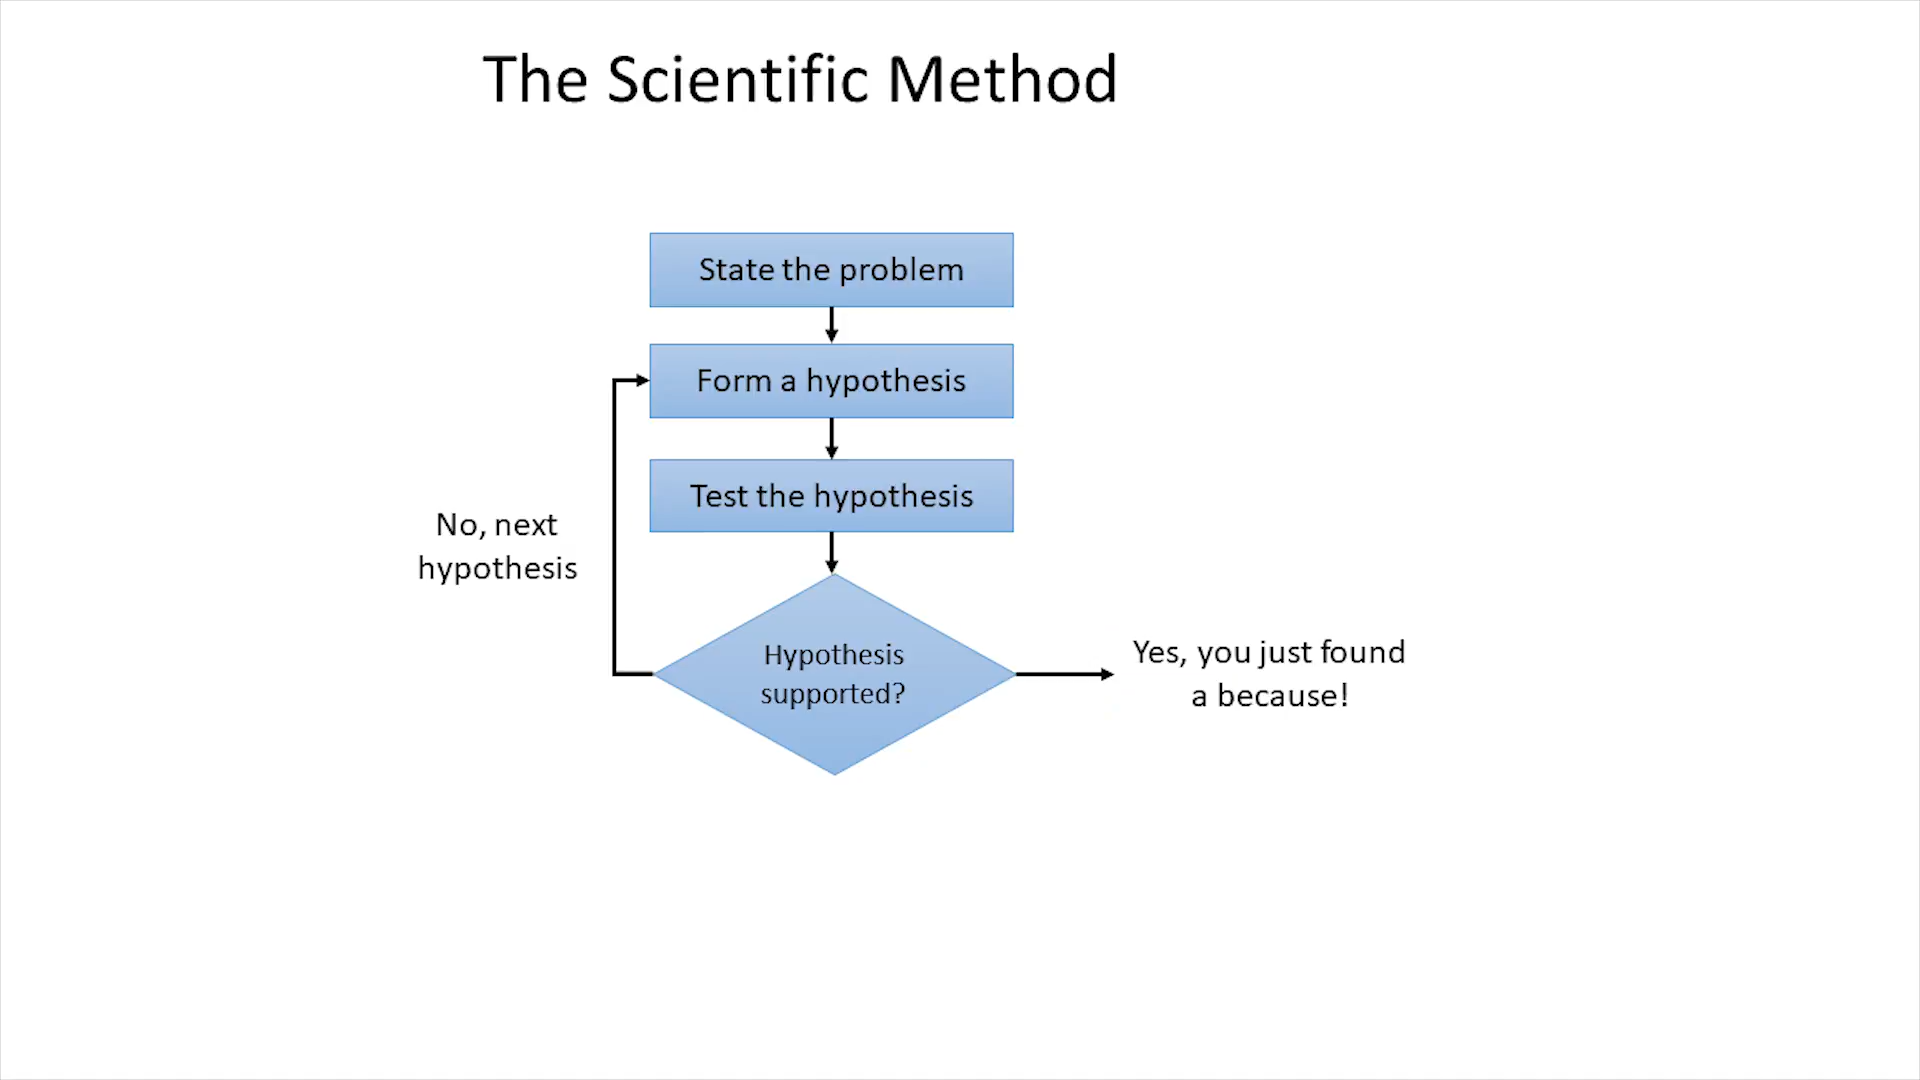 The Scientific Method
State the problem
Form a hypothesis
Test the hypothesis
No, next
hypothesis
Hypothesis
supported?
Yes, you just found
a because!